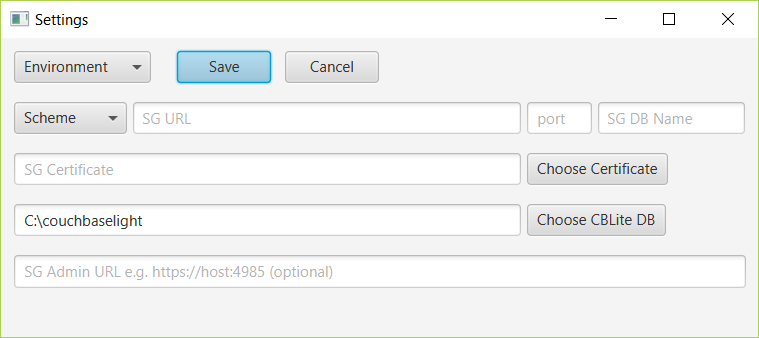 Settings
Environment Save Cancel
Scheme SG URL port SG DB Name
SG Certificate Choose Certificate
C:\couchbaselight Choose CBLite DB
SG Admin URL e.g. https://host:4985 (optional)